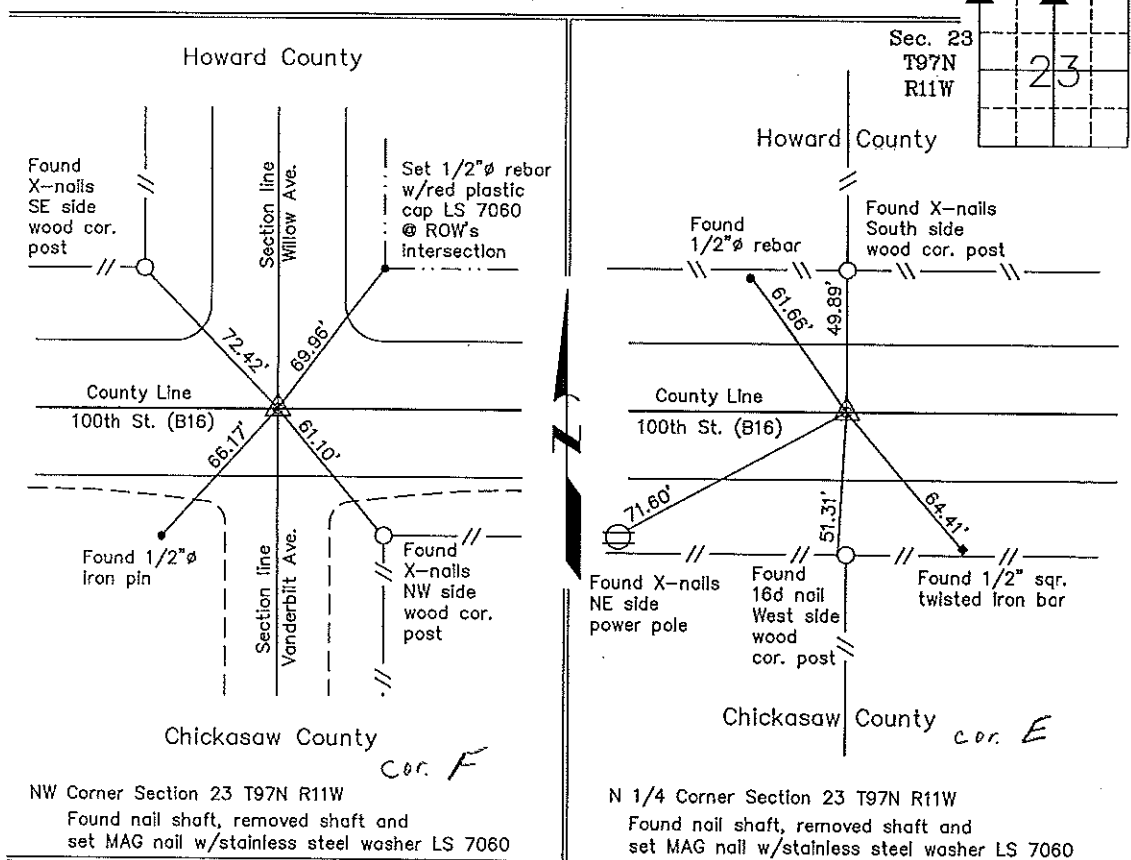 Sec. 23
T97N
R11W
23
Howard County
Found
X-nails
SE side
wood cor.
post
Section line
Willow Ave.
Set 1/2"ø rebar
w/red plastic
cap LS 7060
@ ROW's
intersection
72.42'
69.96'
County Line
100th St. (B16)
66.17'
61.10'
Found 1/2"ø
iron pin
Section line
Vanderbilt Ave.
Found
X-nails
NW side
wood cor.
post
Chickasaw County
cor. F
NW Corner Section 23 T97N R11W
Found nail shaft, removed shaft and
set MAG nail w/stainless steel washer LS 7060
N
Howard County
Found
1/2"ø rebar
Found X-nails
South side
wood cor. post
61.66'
49.89'
County Line
100th St. (B16)
71.60'
51.31'
64.41'
Found X-nails
NE side
power pole
Found
16d nail
West side
wood
cor. post
Found 1/2" sqr.
twisted iron bar
Chickasaw County
cor. E
N 1/4 Corner Section 23 T97N R11W
Found nail shaft, removed shaft and
set MAG nail w/stainless steel washer LS 7060